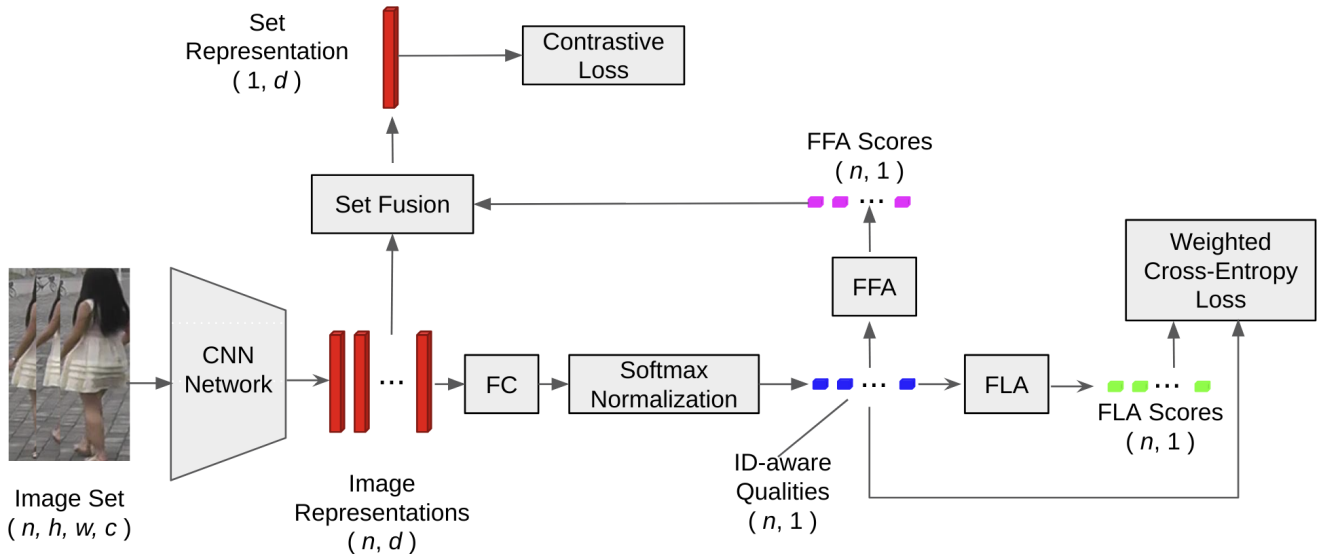 Set
Representation
( 1, d )
Contrastive
Loss
FFA Scores
( n, 1 )
Set Fusion
Weighted
Cross-Entropy
Loss
FFA
CNN
Network
...
FC
Softmax
Normalization
FLA
FLA Scores
( n, 1 )
ID-aware
Qualities
( n, 1 )
Image
Representations
( n, d )
Image Set
( n, h, w, c )